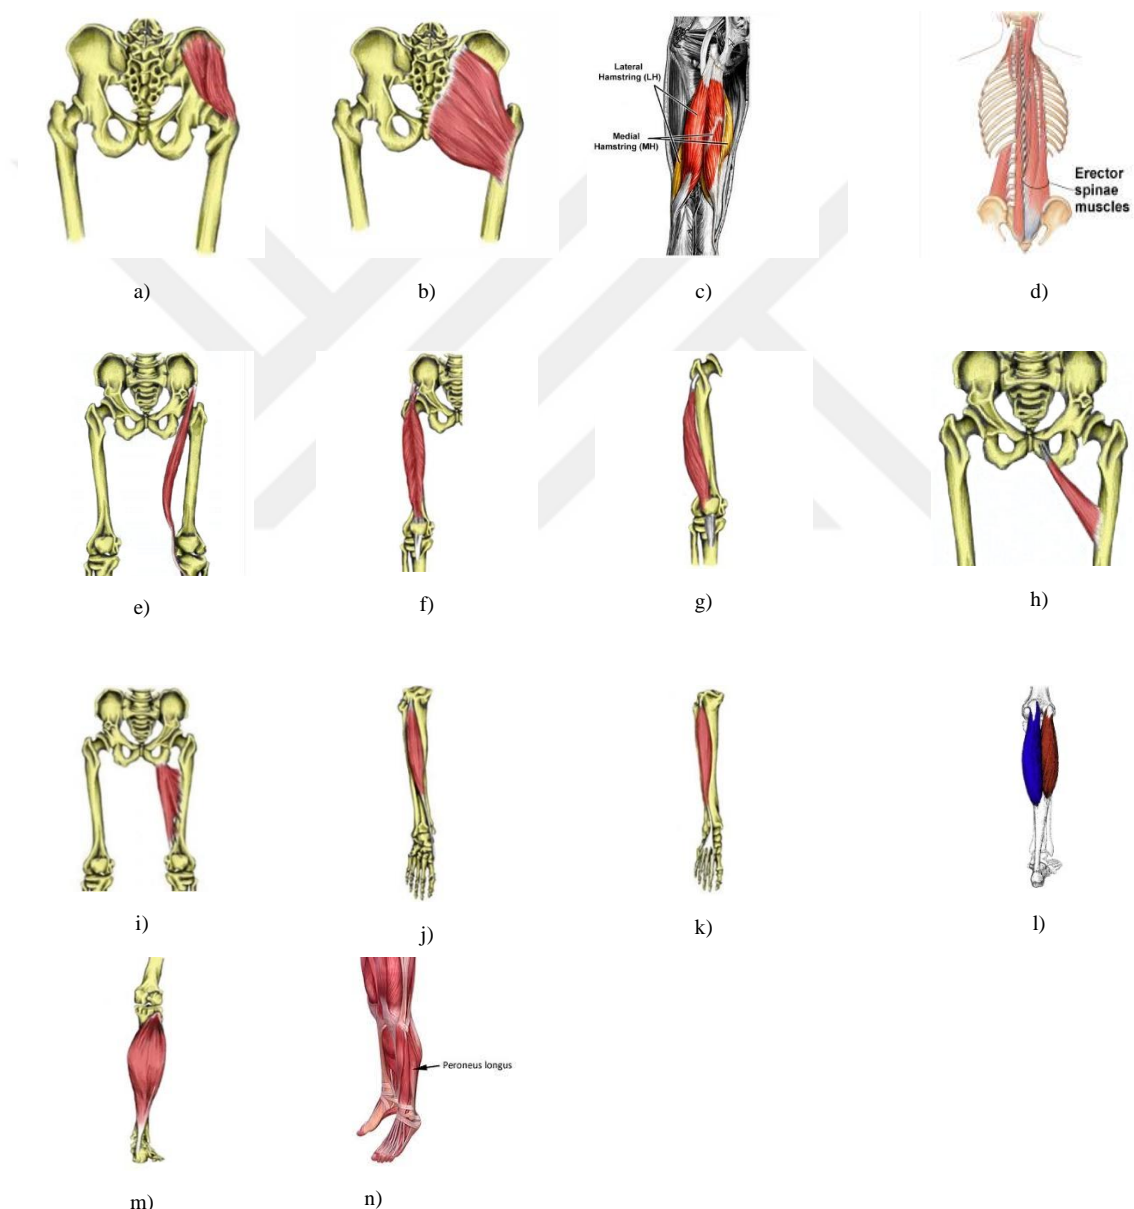 Lateral
Hamstring (LH)
Medial
Hamstring (MH)
Erector
spinae
muscles
a)
b)
c)
d)
e)
f)
g)
h)
i)
j)
k)
l)
Peroneus longus
m)
n)